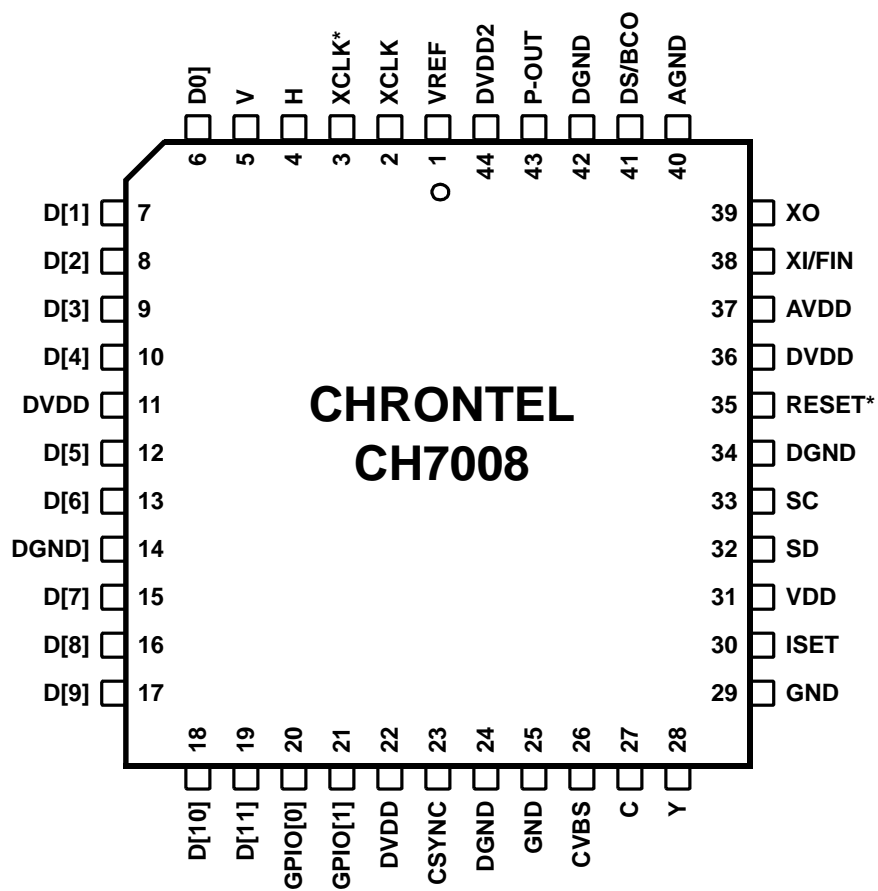 D0]
V
H
XCLK*
XCLK
VREF
DVDD2
P-OUT
DGND
DS/BCO
AGND
6
5
4
3
2
1
44
43
42
41
40
D[1] 7
D[2] 8
D[3] 9
D[4] 10
DVDD 11
D[5] 12
D[6] 13
DGND] 14
D[7] 15
D[8] 16
D[9] 17
CHRONTEL
CH7008
39 XO
38 XI/FIN
37 AVDD
36 DVDD
35 RESET*
34 DGND
33 SC
32 SD
31 VDD
30 ISET
29 GND
18
19
20
21
22
23
24
25
26
27
28
D[10]
D[11]
GPIO[0]
GPIO[1]
DVDD
CSYNC
DGND
GND
CVBS
C
Y